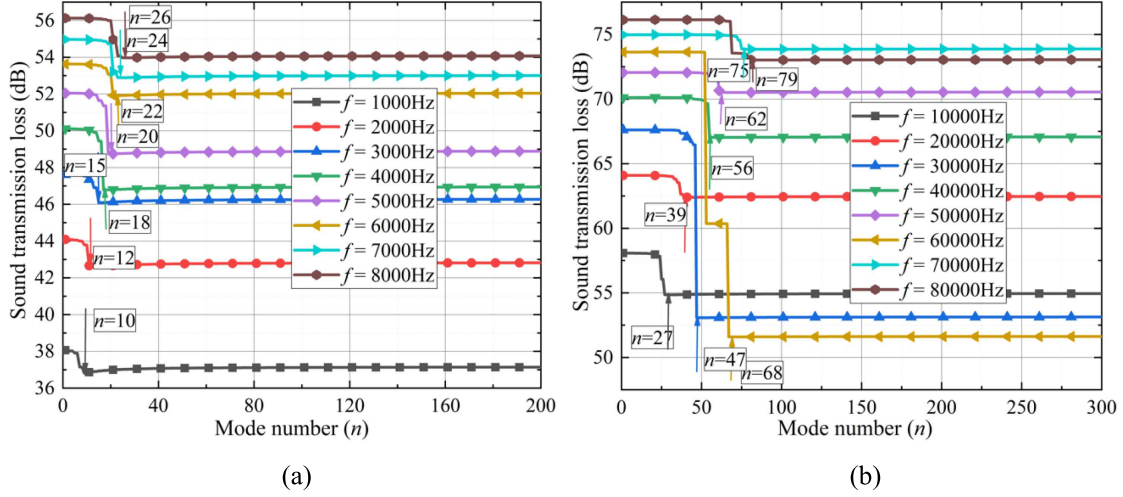 Sound transmission loss (dB)
56
54
52
50
48
46
44
42
40
38
36
n=26
n=24
n=22
n=20
n=15
n=18
n=12
n=10
f = 1000Hz
f = 2000Hz
f = 3000Hz
f = 4000Hz
f = 5000Hz
f = 6000Hz
f = 7000Hz
f = 8000Hz
0 40 80 120 160 200
Mode number (n)
(a)
Sound transmission loss (dB)
75
70
65
60
55
50
n=75
n=79
n=62
n=56
n=39
n=27
n=47
n=68
f = 10000Hz
f = 20000Hz
f = 30000Hz
f = 40000Hz
f = 50000Hz
f = 60000Hz
f = 70000Hz
f = 80000Hz
0 50 100 150 200 250 300
Mode number (n)
(b)